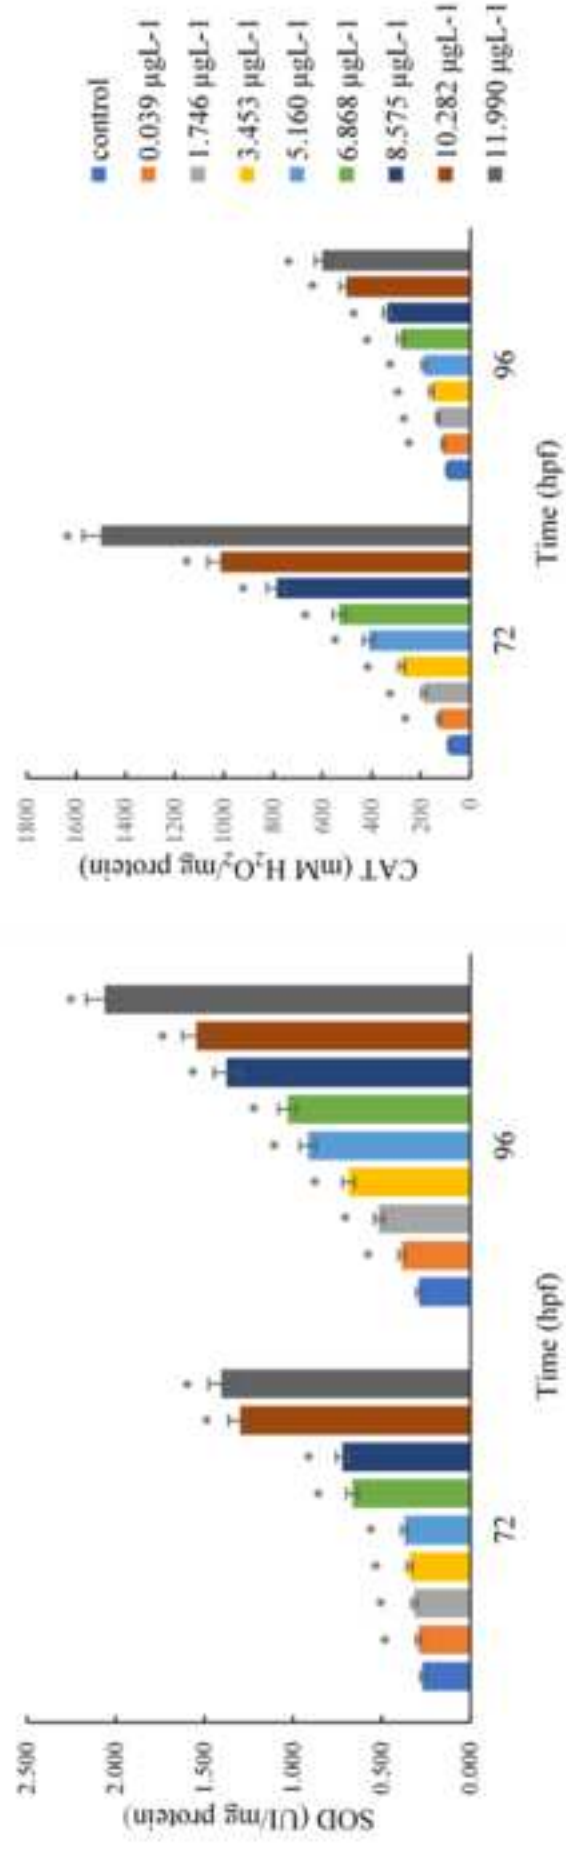 SOD (UI/mg protein)
2.500
2.000
1.500
1.000
0.500
0.000
72
96
Time (hpf)
CAT (mM H₂O₂/mg protein)
1800
1600
1400
1200
1000
800
600
400
200
0
72
96
Time (hpf)
control
0.039 µgL-1
1.746 µgL-1
3.453 µgL-1
5.160 µgL-1
6.868 µgL-1
8.575 µgL-1
10.282 µgL-1
11.990 µgL-1